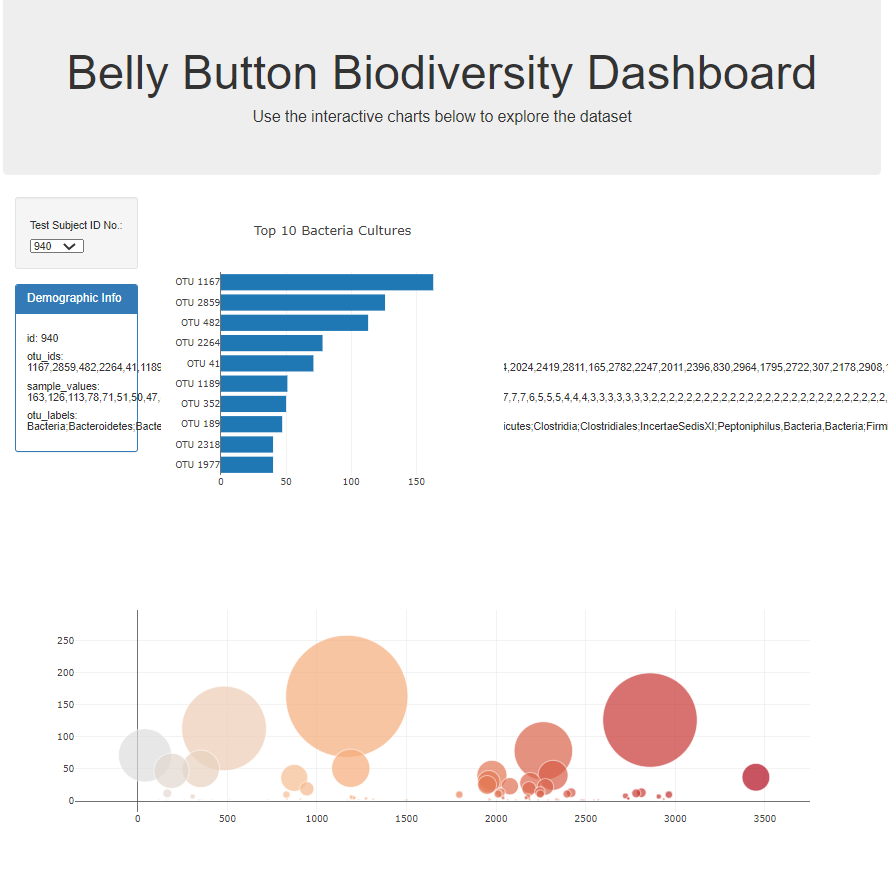 Belly Button Biodiversity Dashboard
Use the interactive charts below to explore the dataset
Test Subject ID No.:
940
Demographic Info
id: 940
otu_ids:
1167,2859,482,2264,41,1189
sample_values:
163,126,113,78,71,51,50,47,
otu_labels:
Bacteria;Bacteroidetes;Bacte
Top 10 Bacteria Cultures
OTU 1167
OTU 2859
OTU 482
OTU 2264
OTU 41
OTU 1189
OTU 352
OTU 189
OTU 2318
OTU 1977
0 50 100 150
,2024,2419,2811,165,2782,2247,2011,2396,830,2964,1795,2722,307,2178,2908,
7,7,7,6,5,5,5,4,4,4,3,3,3,3,3,3,2,2,2,2,2,2,2,2,2,2,2,2,2,2,2,2,2,2,2,2,2,2,2,
icutes;Clostridia;Clostridiales;IncertaeSedisXI;Peptoniphilus,Bacteria,Bacteria;Firm
250
200
150
100
50
0
0 500 1000 1500 2000 2500 3000 3500